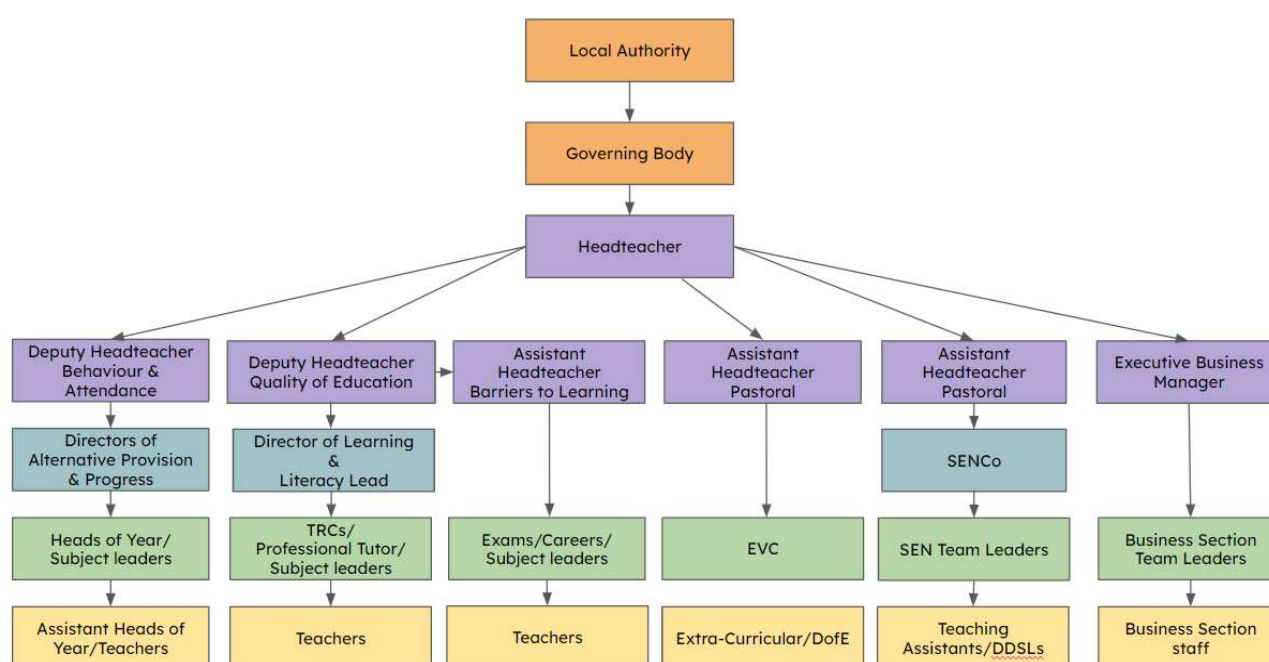 Local Authority
Governing Body
Headteacher
Deputy Headteacher
Behaviour &
Attendance
Deputy Headteacher
Quality of Education
Assistant
Headteacher
Barriers to Learning
Assistant
Headteacher
Pastoral
Assistant
Headteacher
Pastoral
Executive Business
Manager
Directors of
Alternative Provision
& Progress
Director of Learning
&
Literacy Lead
SENCo
Heads of Year/
Subject leaders
TRCs/
Professional Tutor/
Subject leaders
Exams/Careers/
Subject leaders
EVC
SEN Team Leaders
Business Section
Team Leaders
Assistant Heads of
Year/Teachers
Teachers
Teachers
Extra-Curricular/DofE
Teaching
Assistants/DDSLs
Business Section
staff